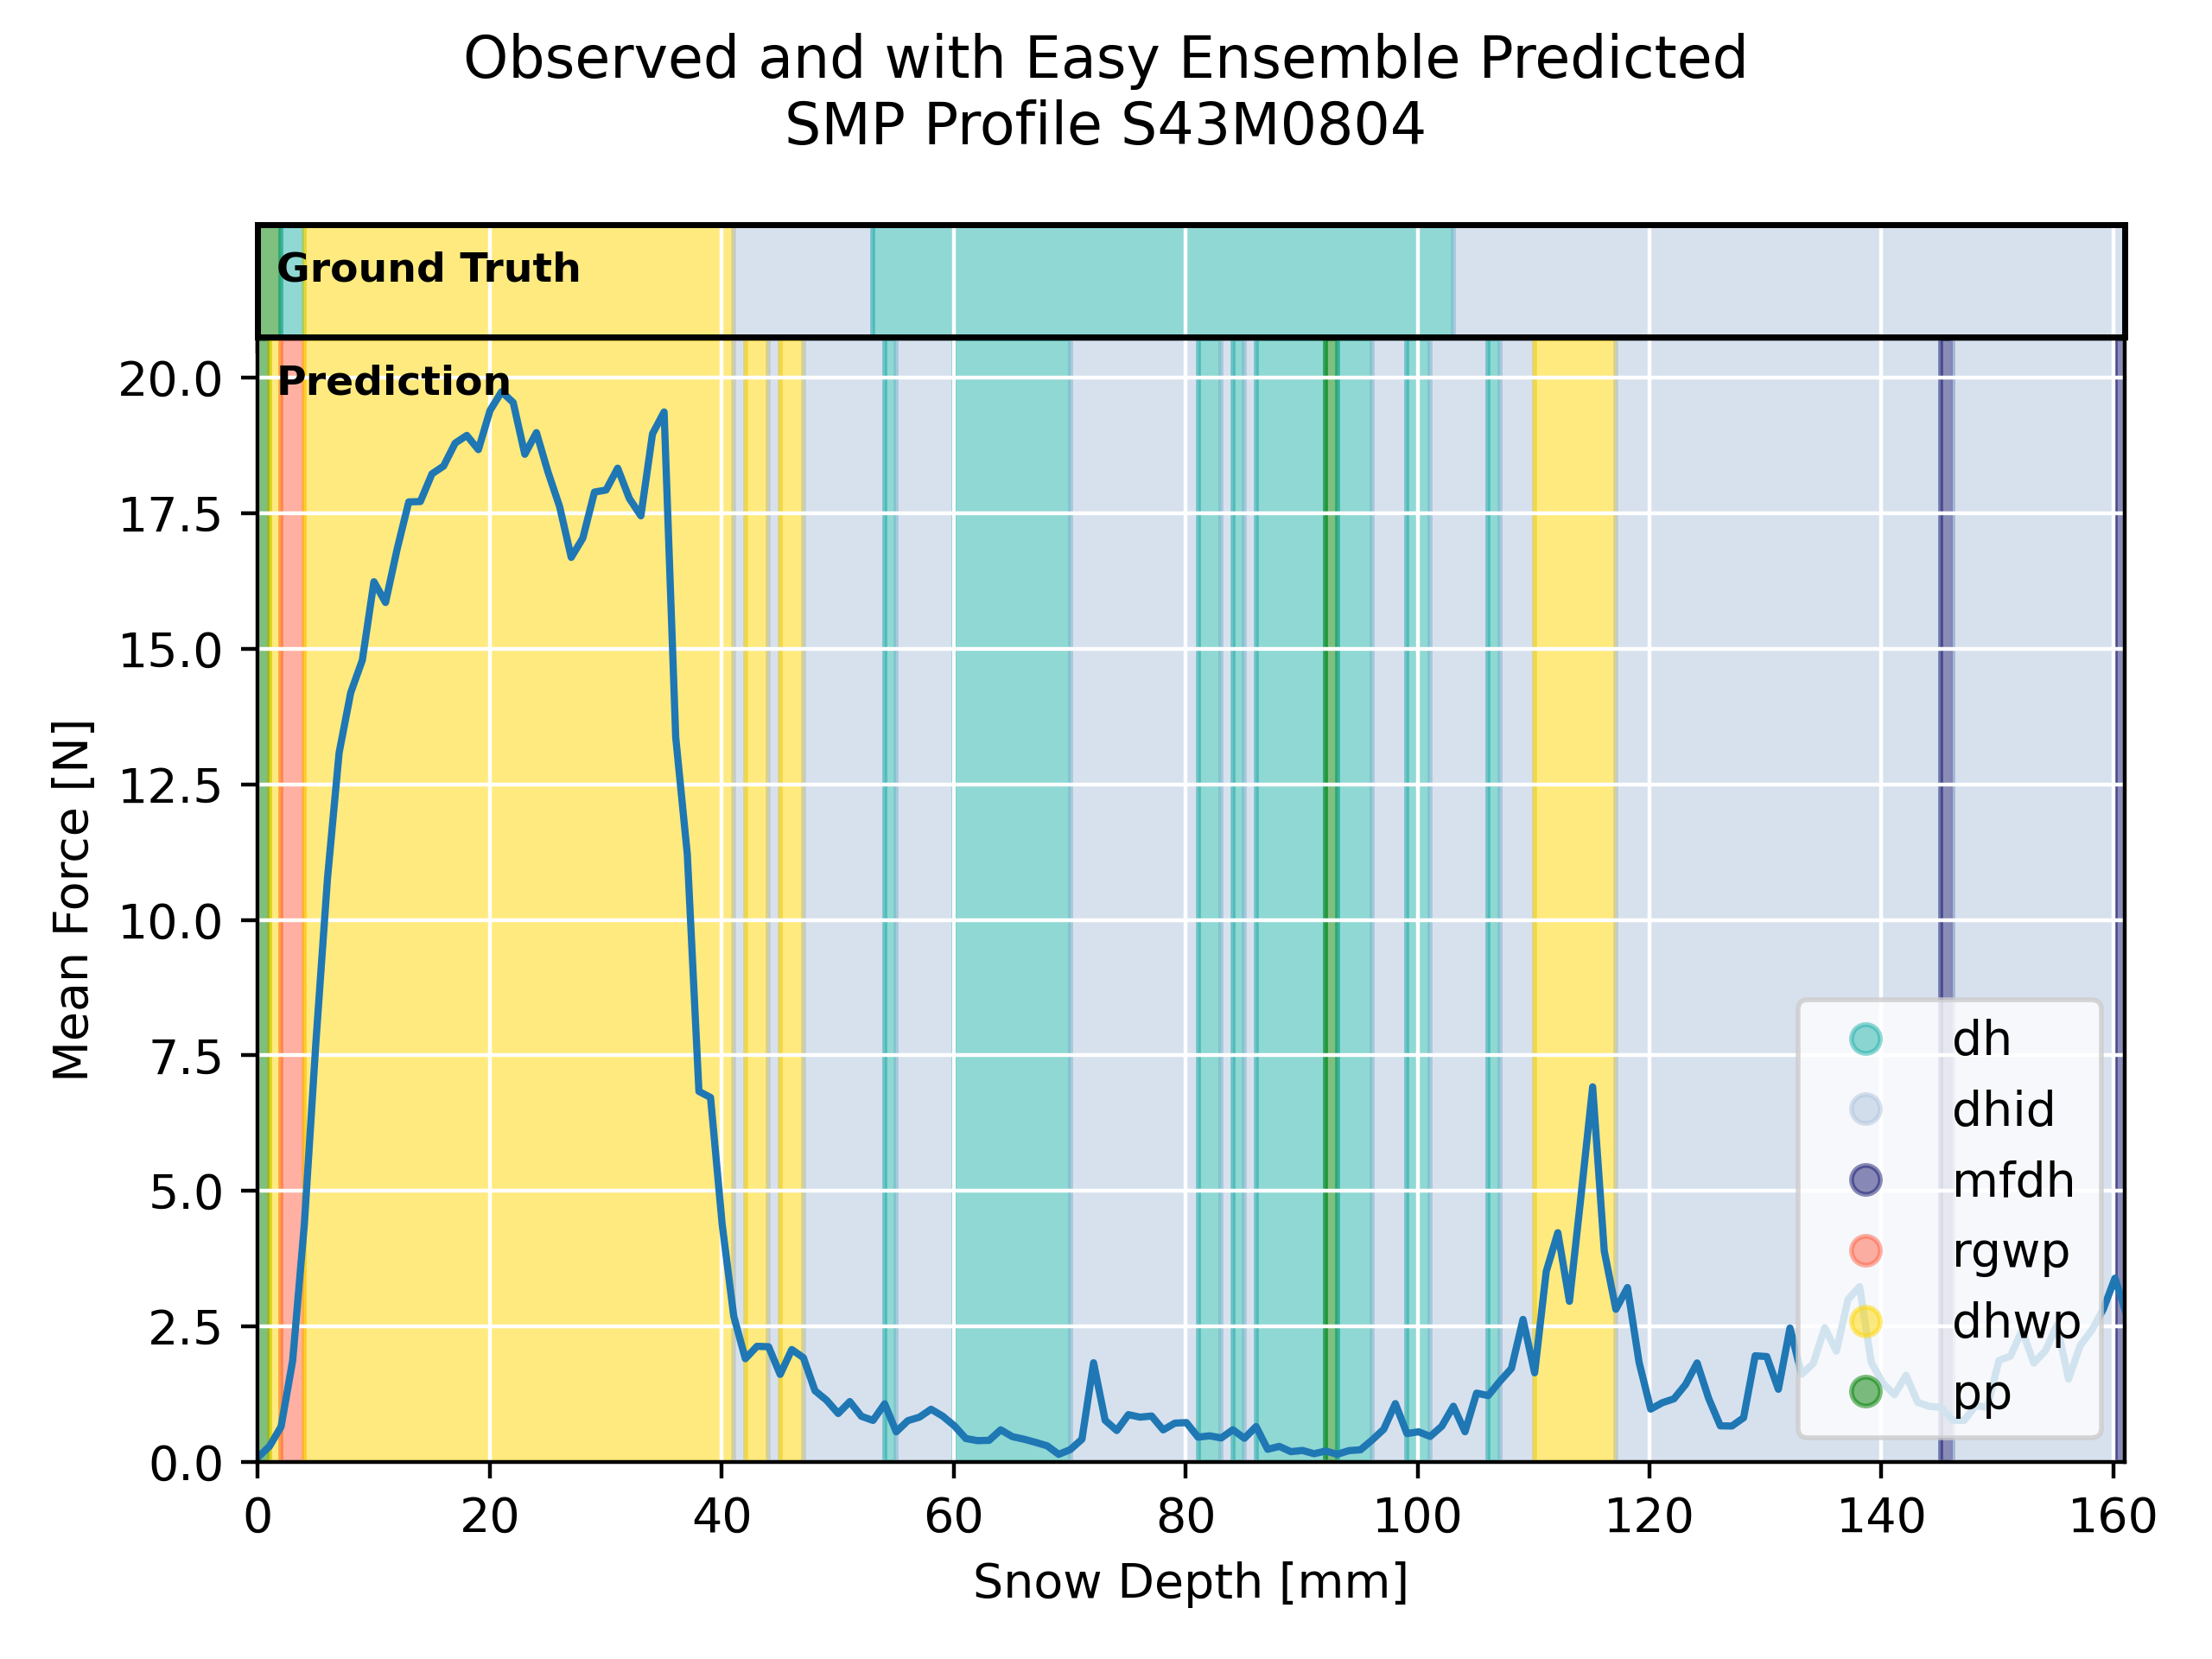 Observed and with Easy Ensemble Predicted
SMP Profile S43M0804
Ground Truth
Prediction
20.0
17.5
15.0
12.5
10.0
7.5
5.0
2.5
0.0
Mean Force [N]
dh
dhid
mfdh
rgwp
dhwp
pp
0 20 40 60 80 100 120 140 160
Snow Depth [mm]